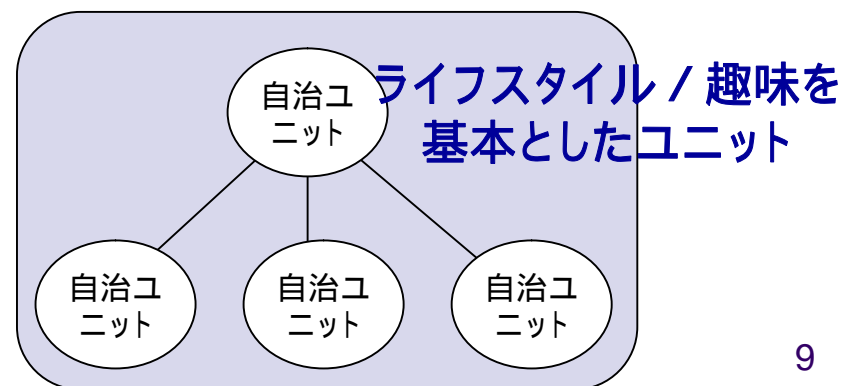 自治ユ
ニット
ライフスタイル / 趣味を
基本としたユニット
自治ユ
ニット
自治ユ
ニット
自治ユ
ニット
9